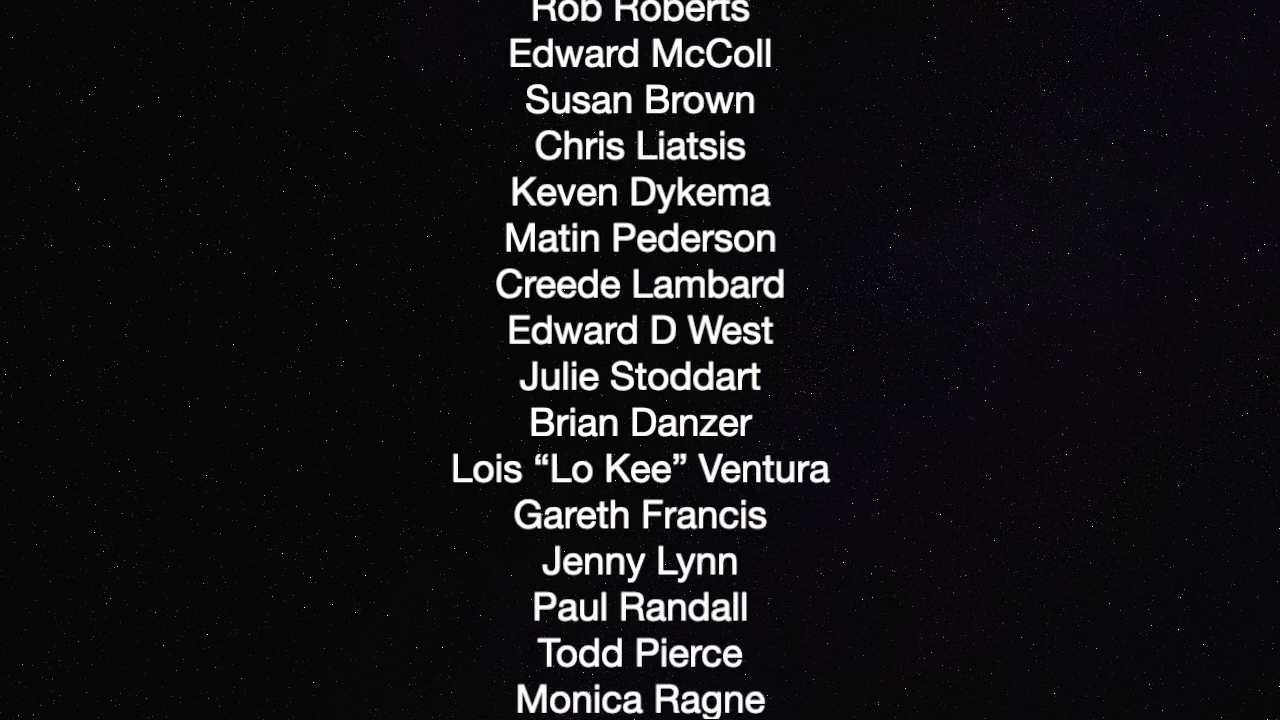 Rob Roberts
Edward McColl
Susan Brown
Chris Liatsis
Keven Dykema
Matin Pederson
Creede Lambard
Edward D West
Julie Stoddart
Brian Danzer
Lois “Lo Kee” Ventura
Gareth Francis
Jenny Lynn
Paul Randall
Todd Pierce
Monica Ragne